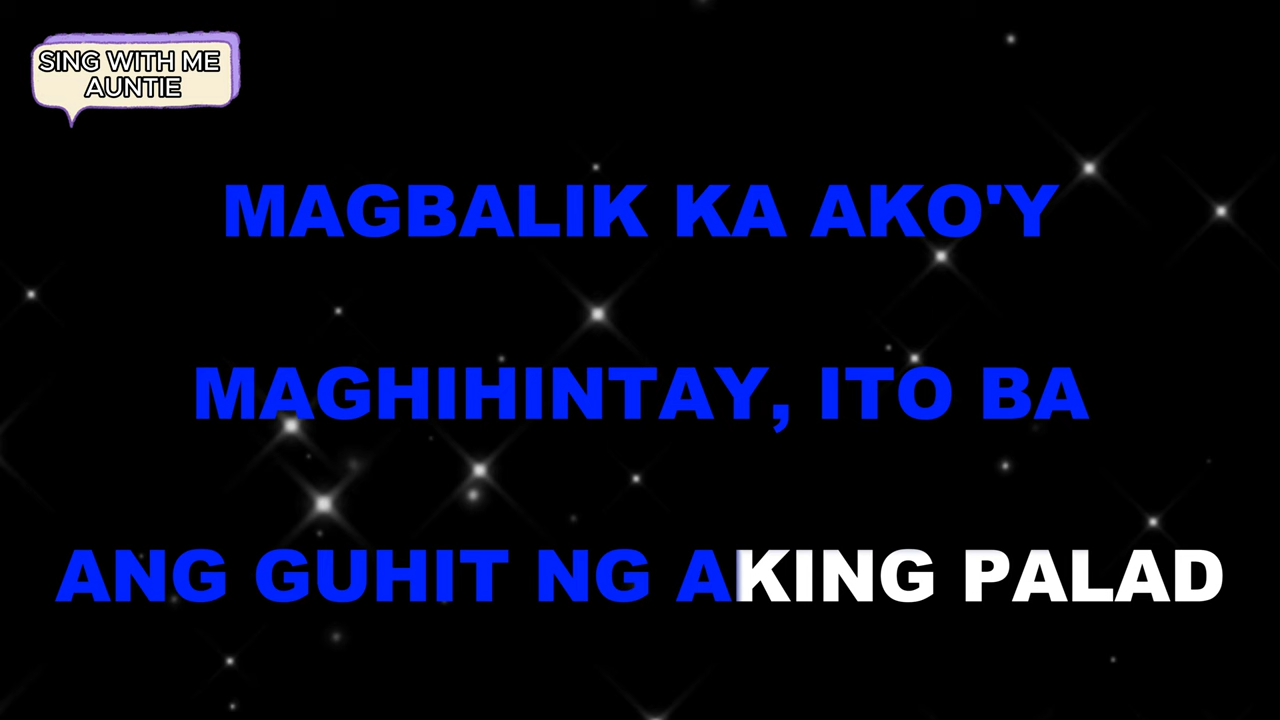 SING WITH ME
AUNTIE
MAGBALIK KA AKO'Y
MAGHIHINTAY, ITO BA
ANG GUHIT NG AKING PALAD